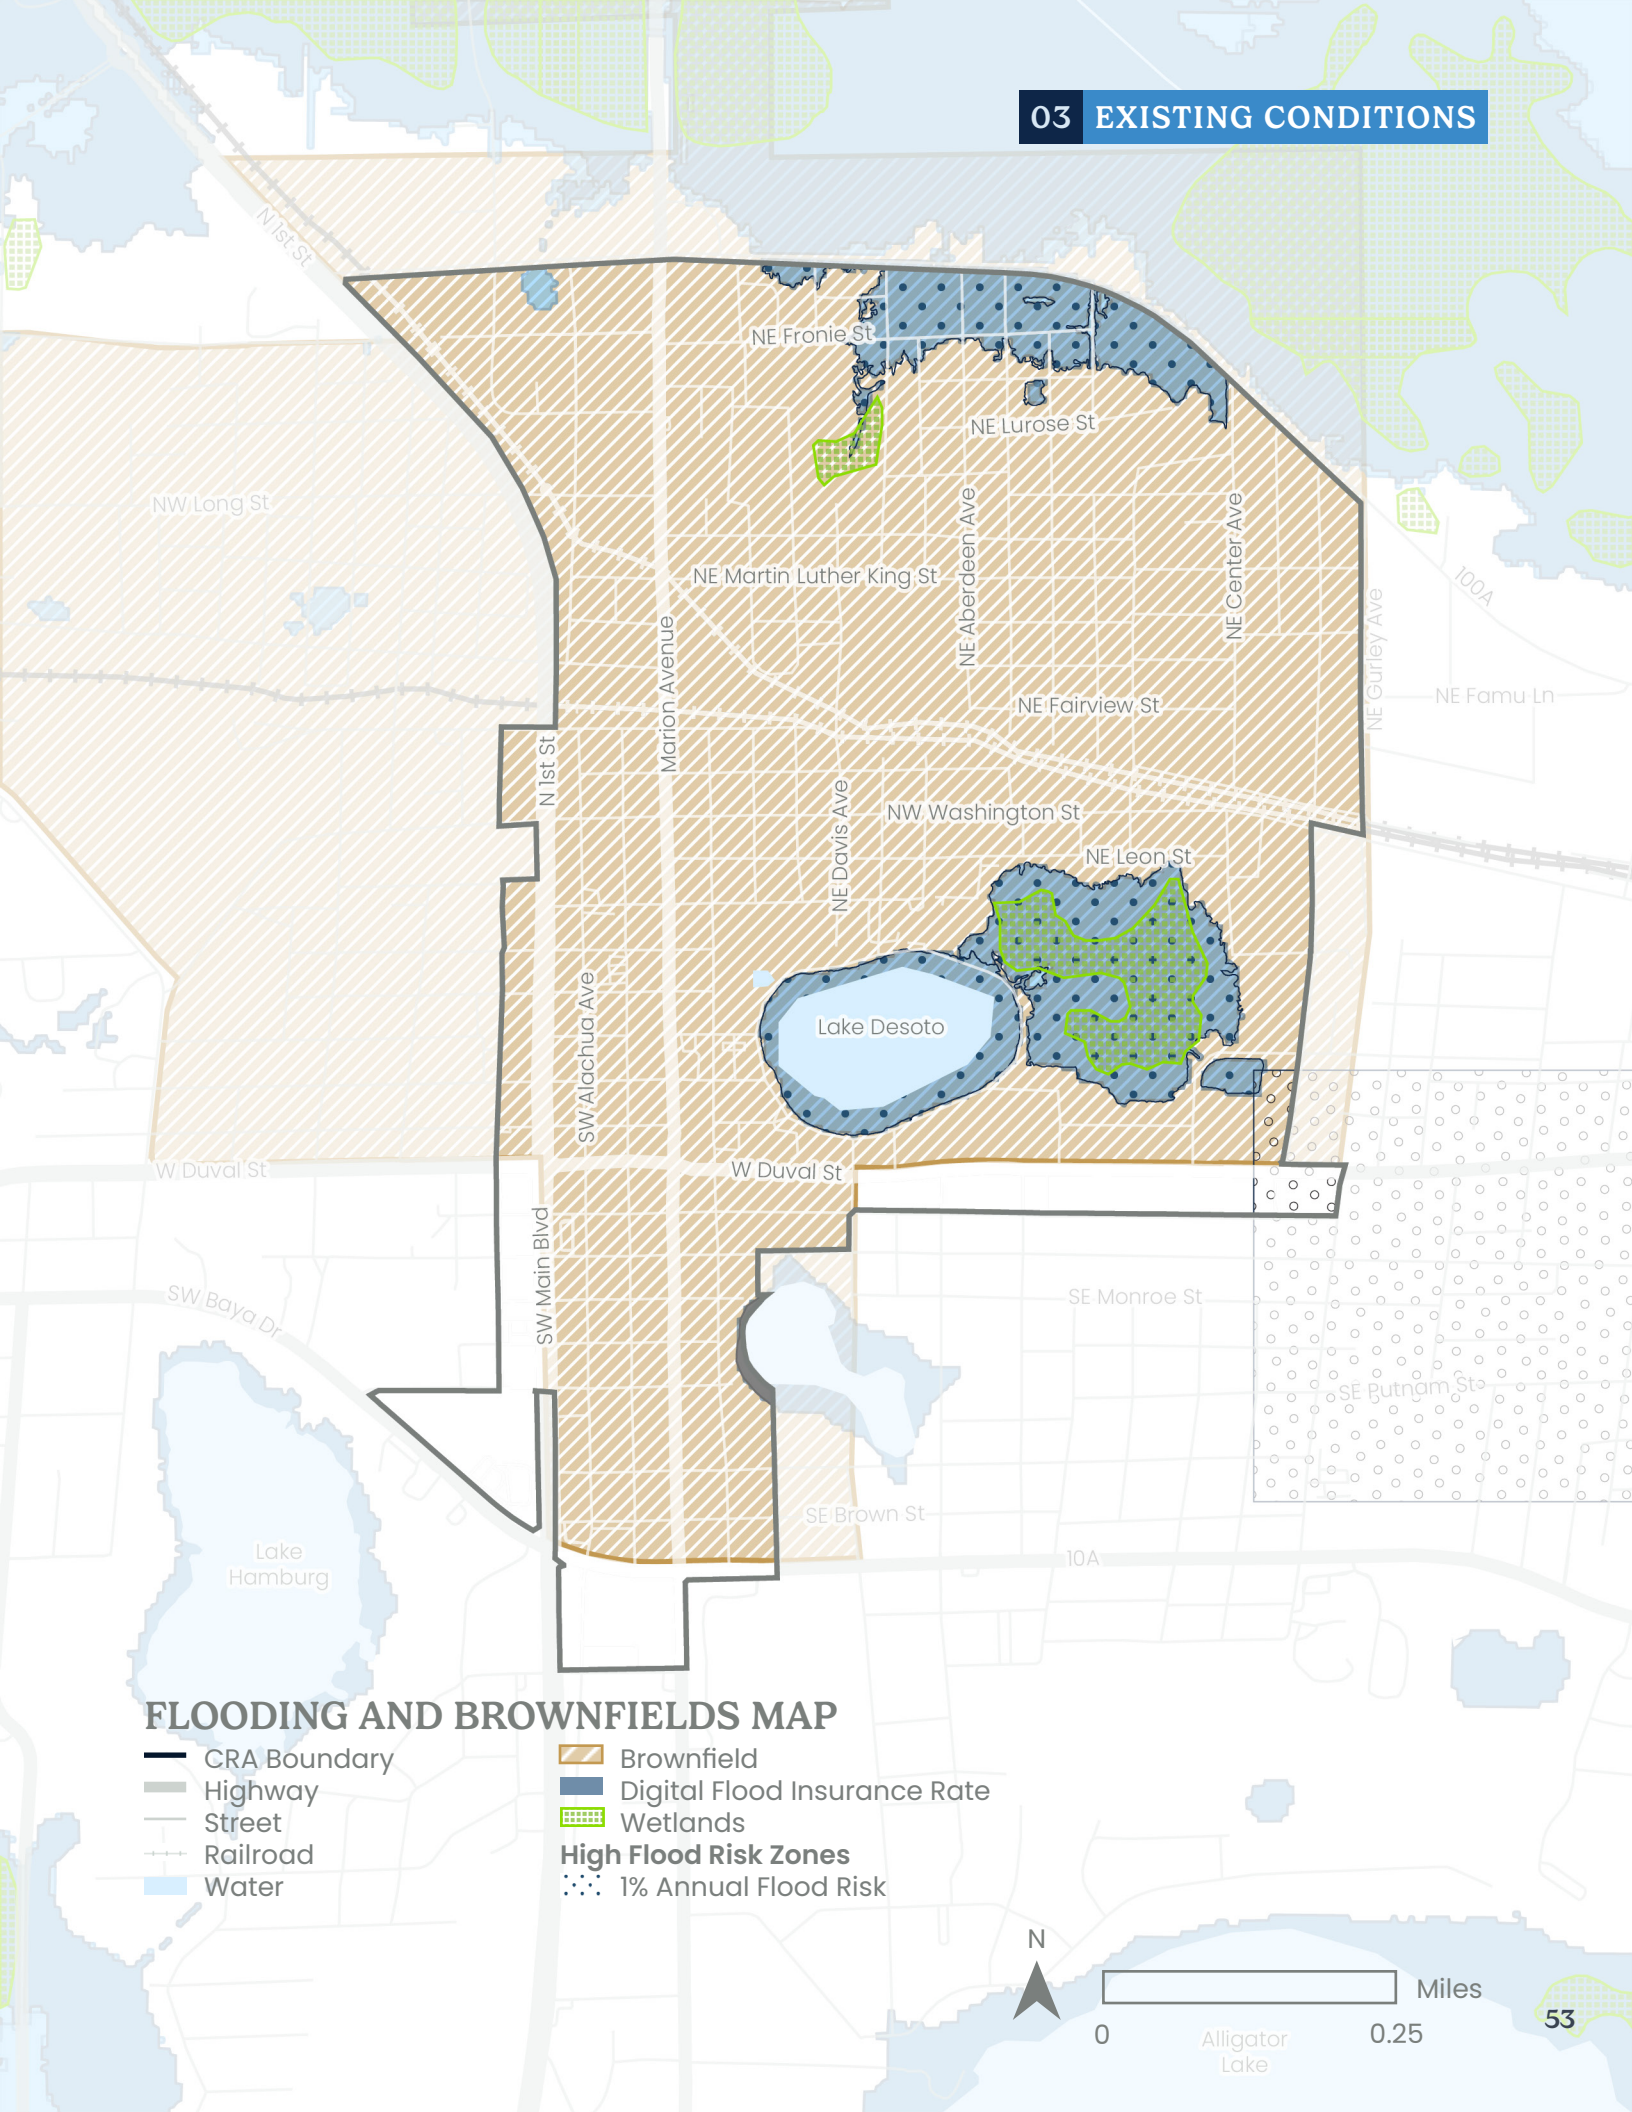 03 EXISTING CONDITIONS
N 1st St
NE Fronie St
NE Lurose St
NW Long St
NE Aberdeen Ave
NE Center Ave
NE Martin Luther King St
100A
NE Gurley Ave
Marion Avenue
NE Famu Ln
NE Fairview St
N 1st St
NE Davis Ave
NW Washington St
NE Leon St
SW Alachua Ave
Lake Desoto
W Duval St
W Duval St
SW Main Blvd
SW Baya Dr
SE Monroe St
SE Putnam St
SE Brown St
Lake
Hamburg
10A
FLOODING AND BROWNFIELDS MAP
CRA Boundary
Highway
Street
Railroad
Water
Brownfield
Digital Flood Insurance Rate
Wetlands
High Flood Risk Zones
1% Annual Flood Risk
N
Miles
0
0.25
Alligator
Lake
53